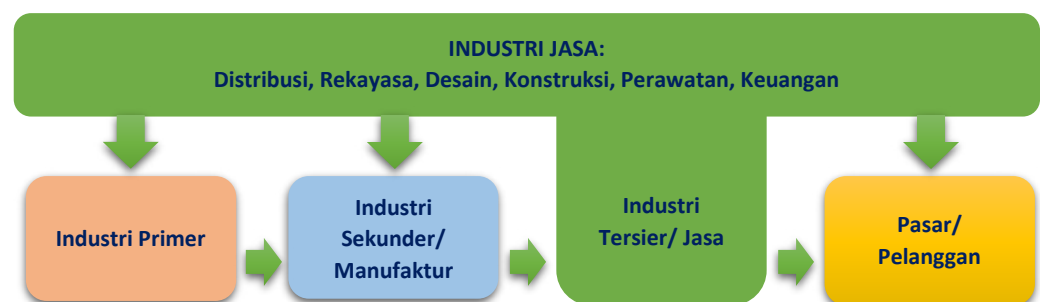 INDUSTRI JASA:
Distribusi, Rekayasa, Desain, Konstruksi, Perawatan, Keuangan
Industri Primer
Industri
Sekunder/
Manufaktur
Industri
Tersier/ Jasa
Pasar/
Pelanggan